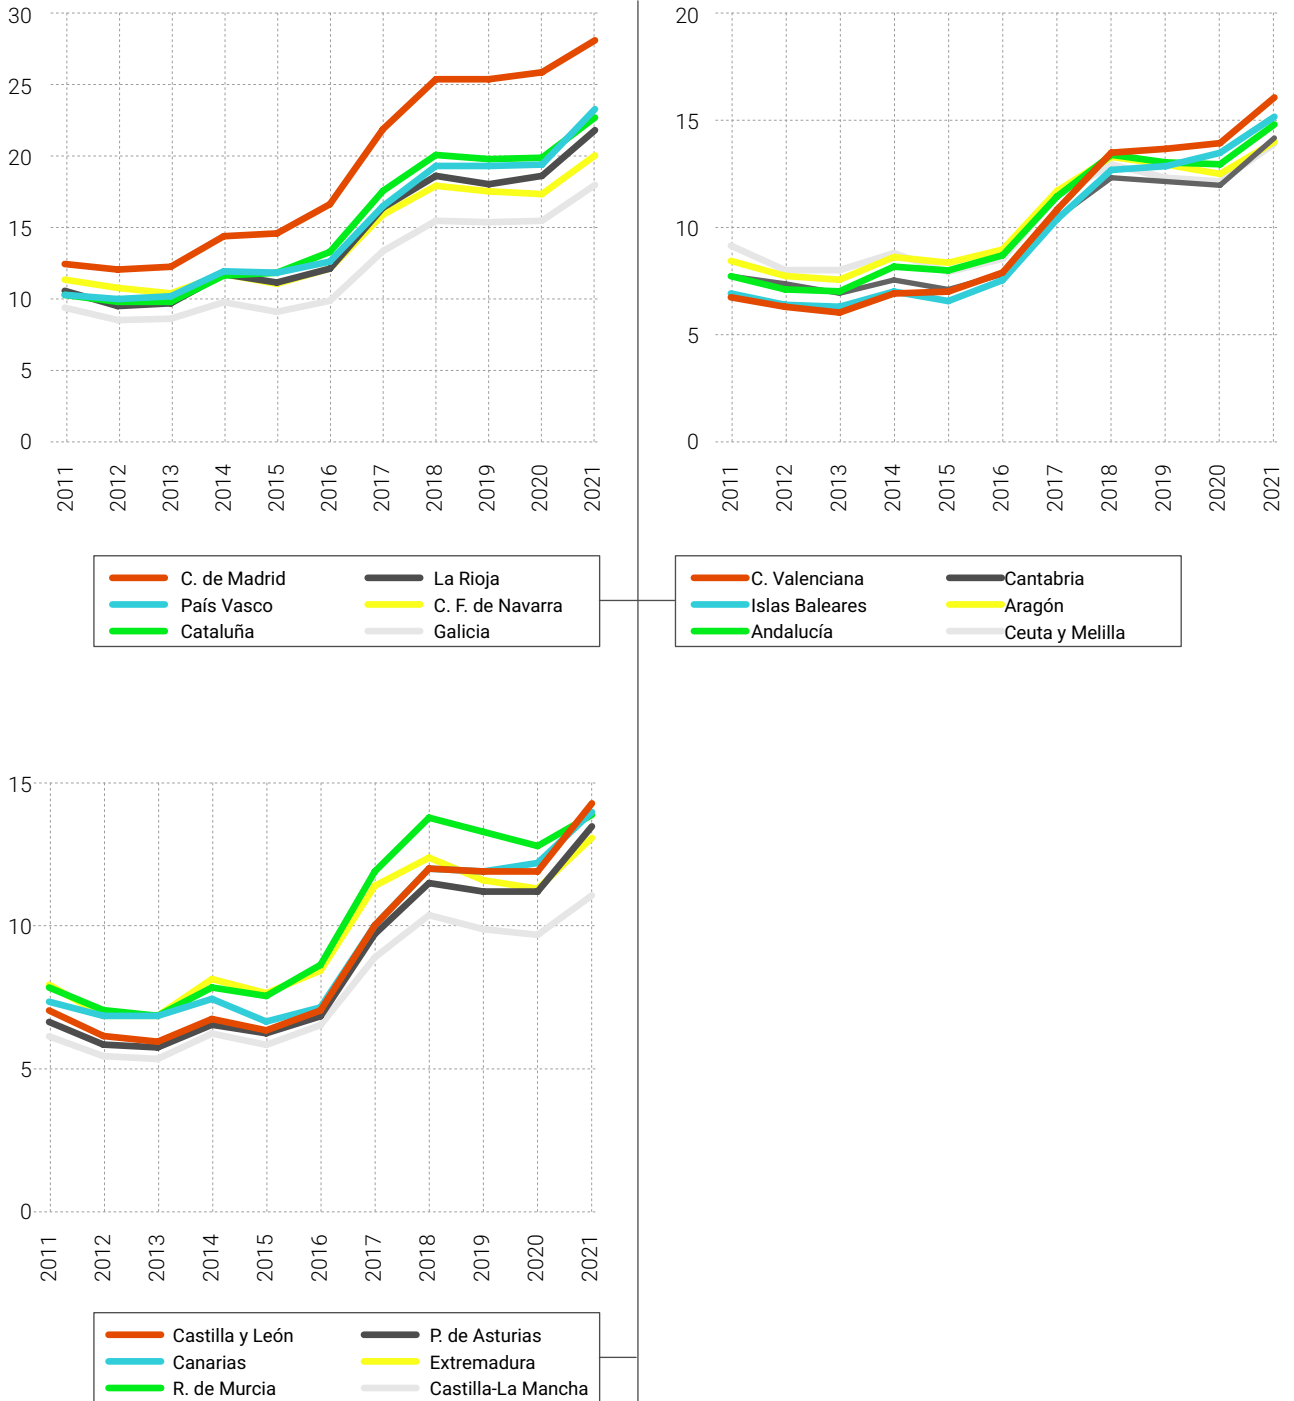 30
25
20
15
10
5
0
2011 2012 2013 2014 2015 2016 2017 2018 2019 2020 2021
C. de Madrid La Rioja
País Vasco C. F. de Navarra
Cataluña Galicia
20
15
10
5
0
2011 2012 2013 2014 2015 2016 2017 2018 2019 2020 2021
C. Valenciana Cantabria
Islas Baleares Aragón
Andalucía Ceuta y Melilla
15
10
5
0
2011 2012 2013 2014 2015 2016 2017 2018 2019 2020 2021
Castilla y León P. de Asturias
Canarias Extremadura
R. de Murcia Castilla-La Mancha